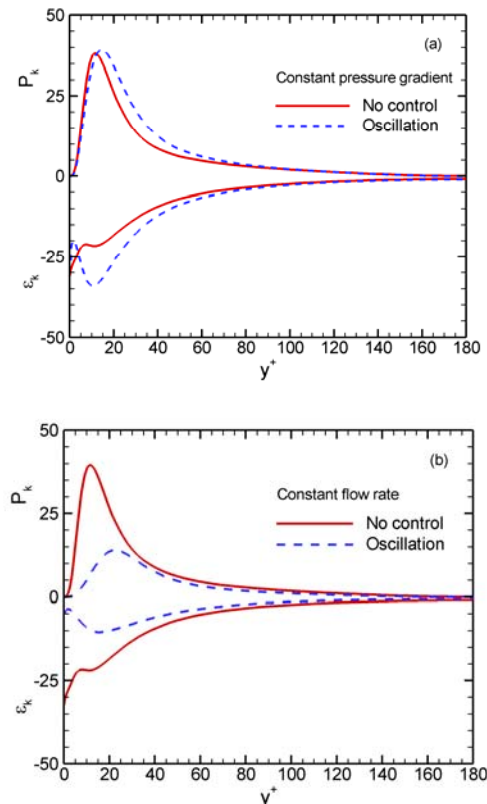 50
(a)
P_k
Constant pressure gradient
25
No control
Oscillation
0
-25
ε_k
-50
0 20 40 60 80 100 120 140 160 180
y⁺
50
(b)
P_k
Constant flow rate
25
No control
Oscillation
0
-25
ε_k
-50
0 20 40 60 80 100 120 140 160 180
y⁺